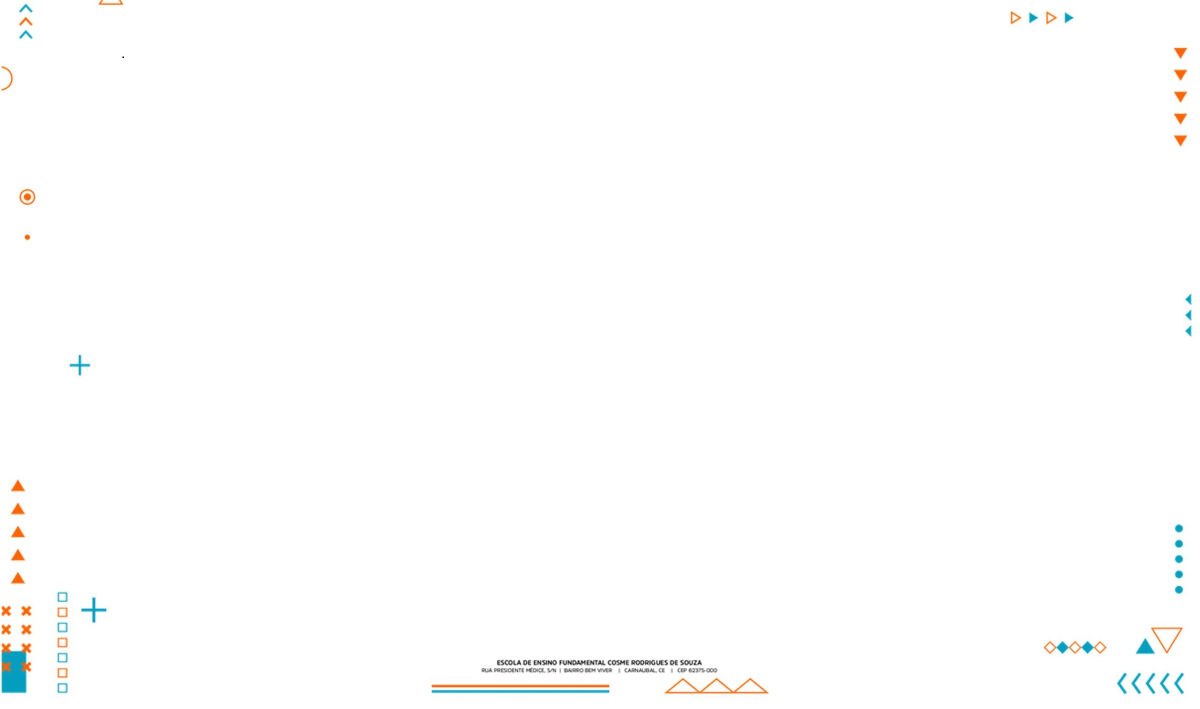 ESCOLA DE ENSINO FUNDAMENTAL COSME RODRIGUES DE SOUZA
RUA PRESIDENTE MÉDICE, S/N | BAIRRO BEM VIVER | CARNAUBAL, CE | CEP 62375-000